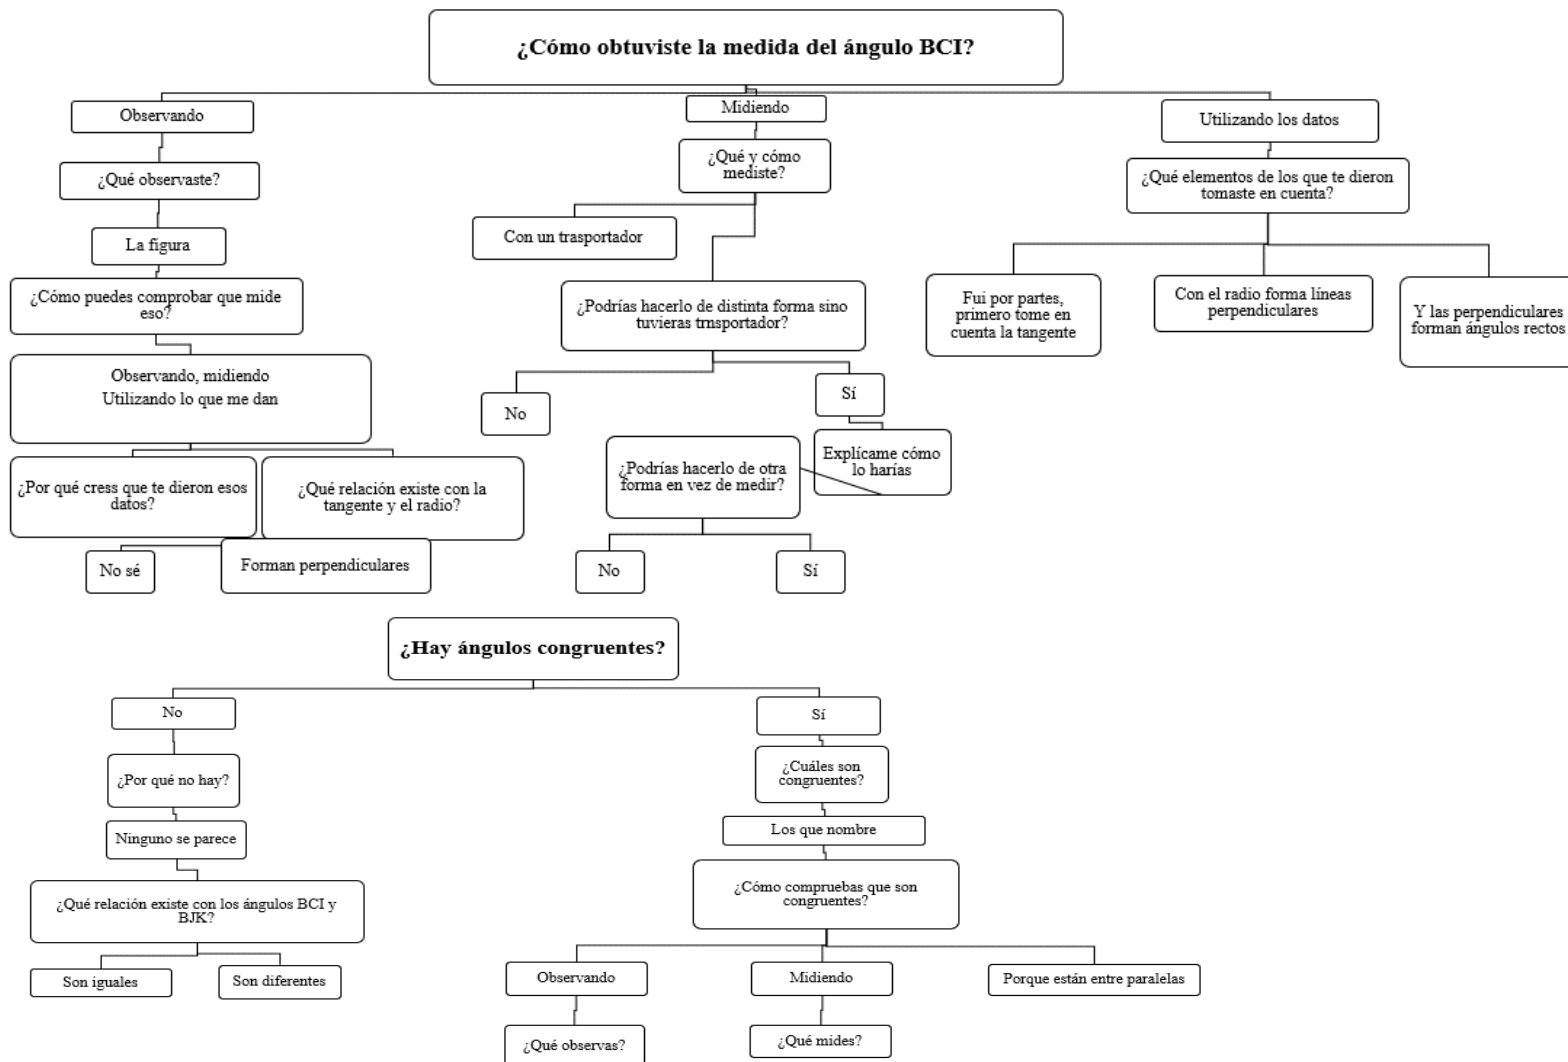 ¿Cómo obtuviste la medida del ángulo BCI?
Observando
Midiendo
Utilizando los datos
¿Qué observaste?
¿Qué y cómo
mediste?
¿Qué elementos de los que te dieron
tomaste en cuenta?
La figura
Con un trasportador
¿Cómo puedes comprobar que mide
eso?
¿Podrías hacerlo de distinta forma sino
tuvieras trnsportador?
Fui por partes,
primero tome en
cuenta la tangente
Con el radio forma líneas
perpendiculares
Y las perpendiculares
forman ángulos rectos
Observando, midiendo
Utilizando lo que me dan
No
Sí
¿Por qué cress que te dieron esos
datos?
¿Qué relación existe con la
tangente y el radio?
¿Podrías hacerlo de otra
forma en vez de medir?
Explícame cómo
lo harías
No sé
Forman perpendiculares
No
Sí
¿Hay ángulos congruentes?
No
Sí
¿Por qué no hay?
¿Cuáles son
congruentes?
Ninguno se parece
Los que nombre
¿Qué relación existe con los ángulos BCI y
BJK?
¿Cómo compruebas que son
congruentes?
Son iguales
Son diferentes
Observando
Midiendo
Porque están entre paralelas
¿Qué observas?
¿Qué mides?